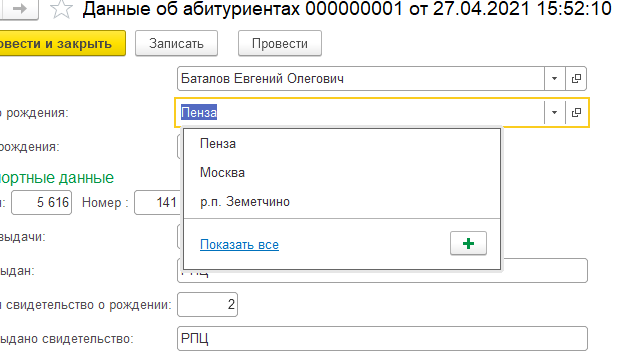 Данные об абитуриентах 000000001 от 27.04.2021 15:52:10
овести и закрыть Записать Провести
Баталов Евгений Олегович
о рождения: Пенза
рождения:
Пенза
Москва
р.п. Земетчино
Показать все
портные данные
: 5 616 Номер : 141
выдачи:
ыдан: РПЦ
свидетельство о рождении: 2
ыдано свидетельство: РПЦ